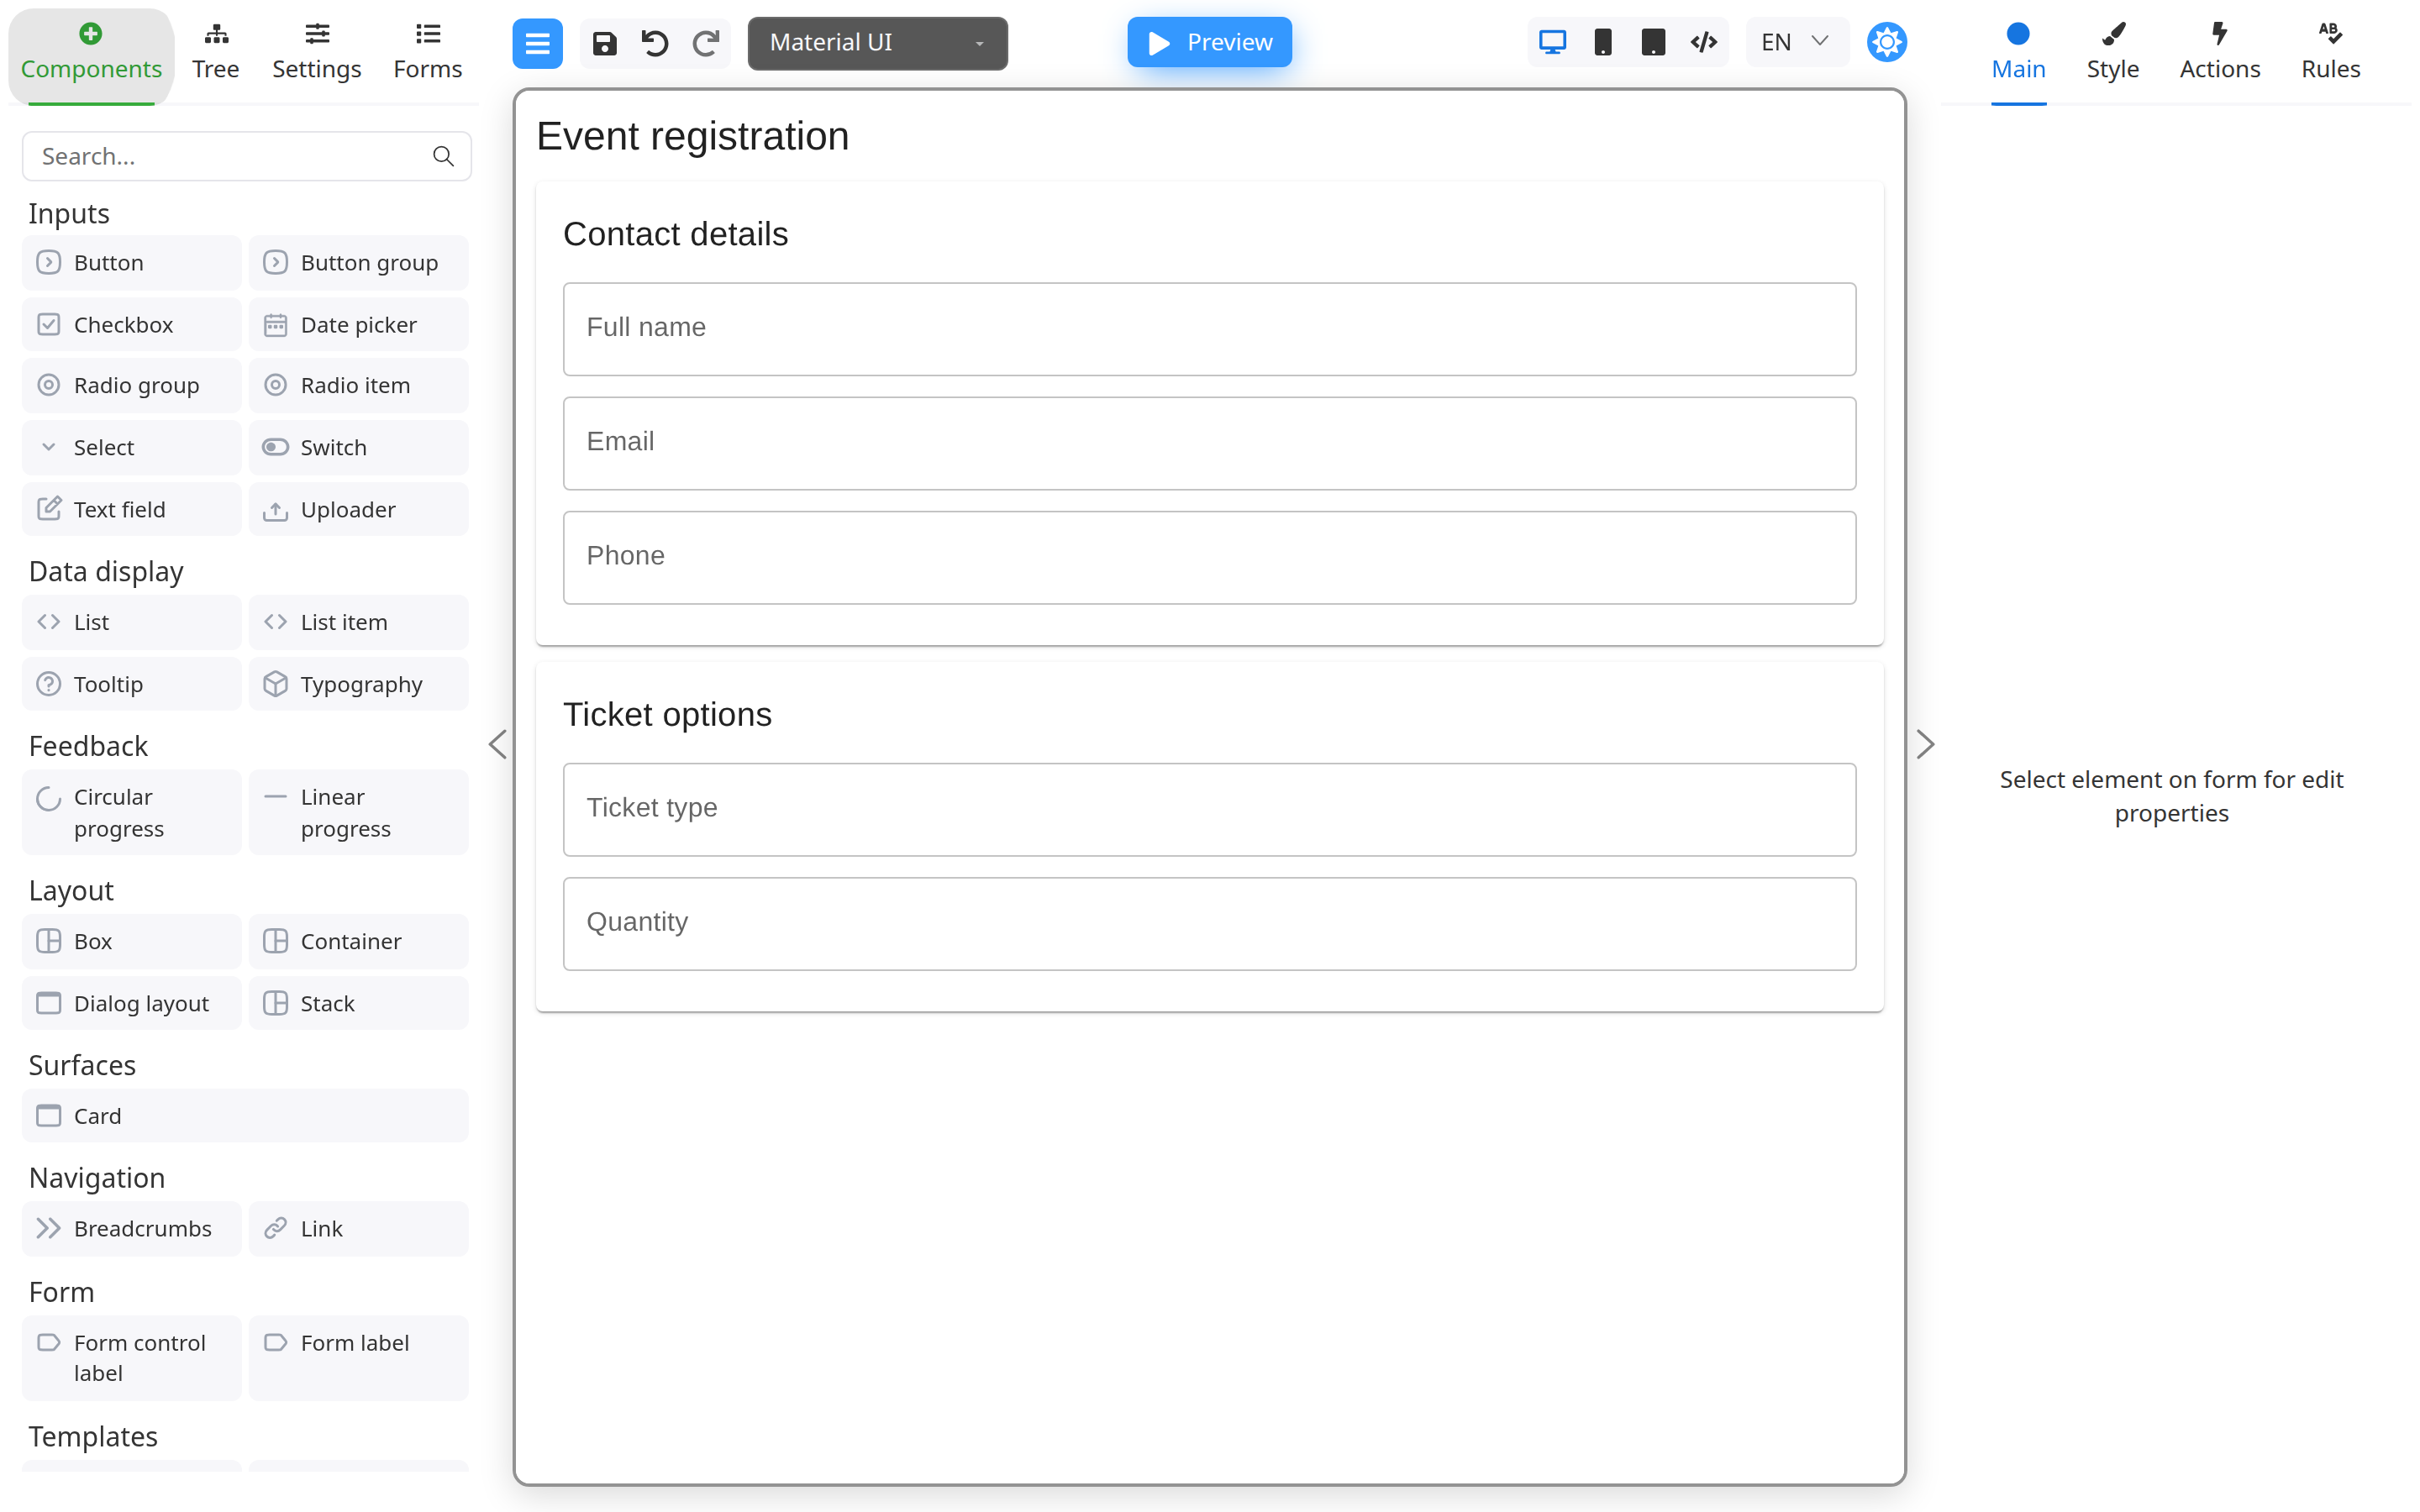 Components
Tree
Settings
Forms
Material UI
Preview
EN
Main
Style
Actions
AB
Rules
Search...
Inputs
Button
Button group
Checkbox
Date picker
Radio group
Radio item
Select
Switch
Text field
Uploader
Data display
List
List item
Tooltip
Typography
Feedback
Circular
progress
Linear
progress
Layout
Box
Container
Dialog layout
Stack
Surfaces
Card
Navigation
Breadcrumbs
Link
Form
Form control
label
Form label
Templates
Event registration
Contact details
Full name
Email
Phone
Ticket options
Ticket type
Quantity
Select element on form for edit
properties